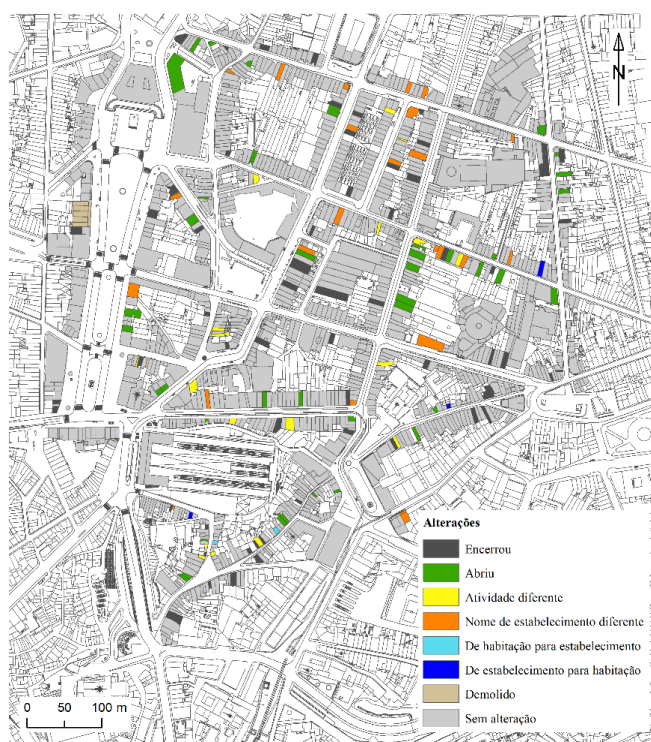 N
Alterações
Encerrou
Abriu
Atividade diferente
Nome de estabelecimento diferente
De habitação para estabelecimento
De estabelecimento para habitação
Demolido
Sem alteração
0 50 100 m